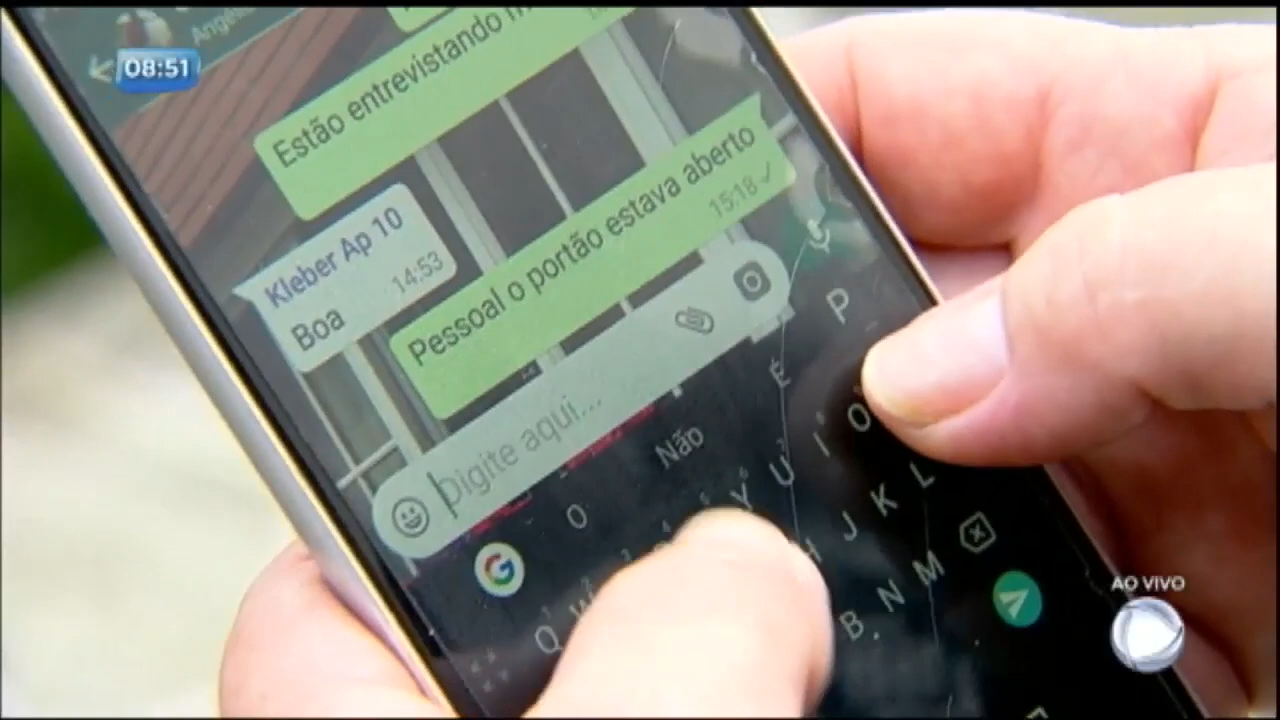 08:51
Estão entrevistando
Kleber Ap 10
Boa
14:53
Pessoal o portão estava aberto
15:18
Digite aqui...
O
Não
É
Q W Y U I O P
J K L
B N M
AO VIVO